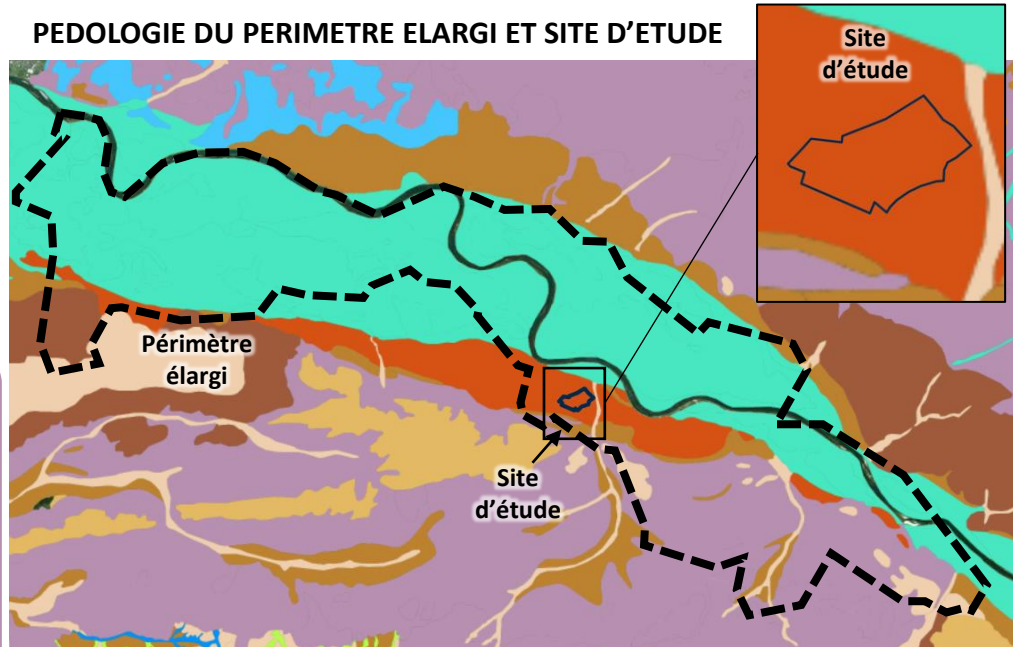 PEDOLOGIE DU PERIMETRE ELARGI ET SITE D'ETUDE
Site
d'étude
Périmètre
élargi
Site
d'étude